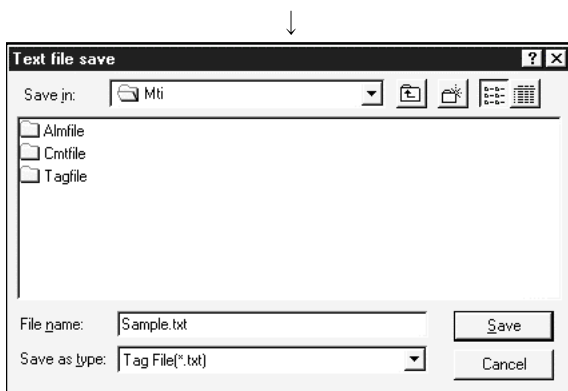 Text file save
Save in: Mti
Almfile
Cmtfile
Tagfile
File name: Sample.txt Save
Save as type: Tag File(*.txt) Cancel